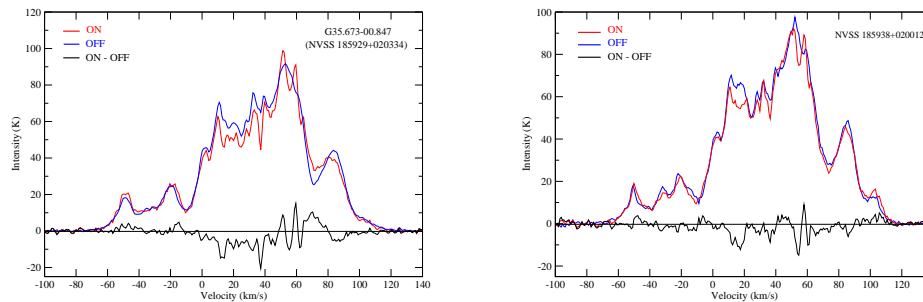 120
100
80
60
40
20
0
-20
Intensity (K)
ON
OFF
ON - OFF
G35.673-00.847
(NVSS 185929+020334)
-100 -80 -60 -40 -20 0 20 40 60 80 100 120 140
Velocity (km/s)
100
80
60
40
20
0
-20
Intensity (K)
ON
OFF
ON - OFF
NVSS 185938+020012
-100 -80 -60 -40 -20 0 20 40 60 80 100 120
Velocity (km/s)